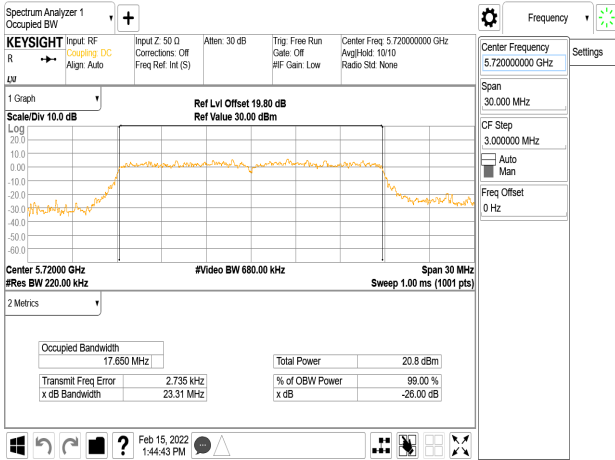 Spectrum Analyzer 1
Occupied BW
Frequency
KEYSIGHT
R
LXI
Input: RF
Coupling: DC
Align: Auto
Input Z: 50 Ω
Corrections: Off
Freq Ref: Int (S)
Atten: 30 dB
Trig: Free Run
Gate: Off
#IF Gain: Low
Center Freq: 5.720000000 GHz
Avg|Hold: 10/10
Radio Std: None
Center Frequency
5.720000000 GHz
Settings
Span
30.000 MHz
CF Step
3.000000 MHz
Auto
Man
Freq Offset
0 Hz
1 Graph
Scale/Div 10.0 dB
Ref Lvl Offset 19.80 dB
Ref Value 30.00 dBm
Log
20.0
10.0
0.00
-10.0
-20.0
-30.0
-40.0
-50.0
-60.0
Center 5.72000 GHz
#Video BW 680.00 kHz
Span 30 MHz
#Res BW 220.00 kHz
Sweep 1.00 ms (1001 pts)
2 Metrics
Occupied Bandwidth
17.650 MHz
Total Power 20.8 dBm
Transmit Freq Error 2.735 kHz
% of OBW Power 99.00 %
x dB Bandwidth 23.31 MHz
x dB -26.00 dB
?
Feb 15, 2022
1:44:43 PM